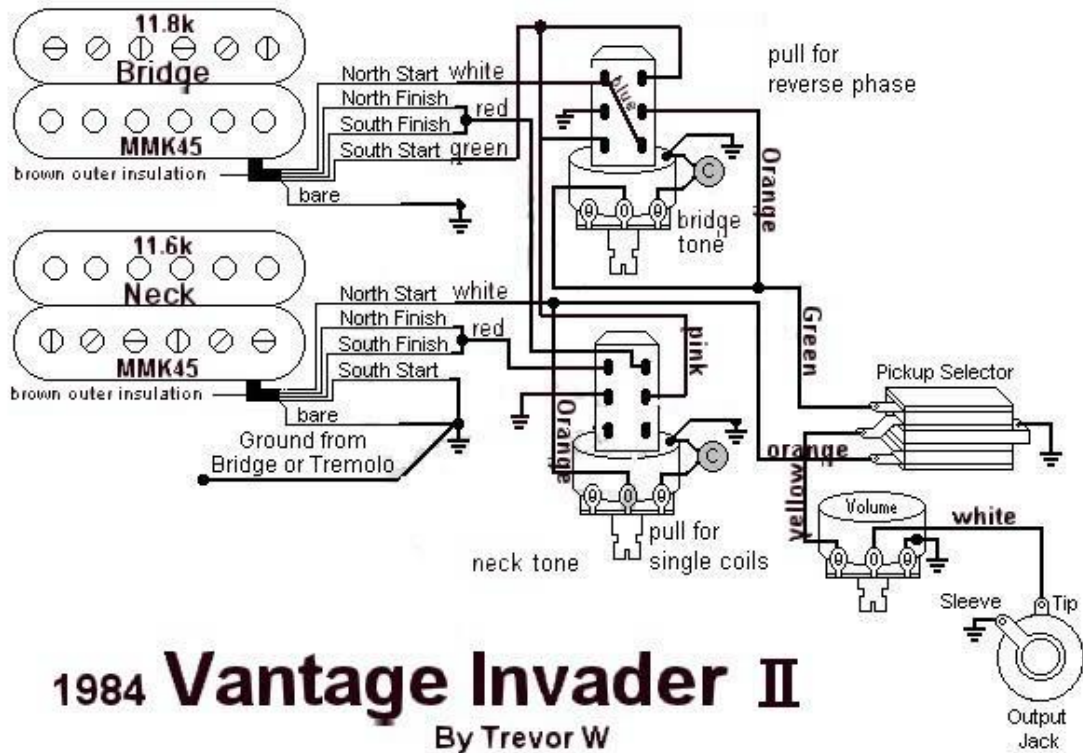 11.8k
Bridge
MMK45
brown outer insulation
North Start white
North Finish
red
South Finish
South Start green
bare
blue
pull for
reverse phase
C
bridge
tone
Orange
11.6k
Neck
MMK45
brown outer insulation
North Start white
North Finish
red
South Finish
South Start
bare
Ground from
Bridge or Tremolo
pink
Orange
C
neck tone
pull for
single coils
Green
Pickup Selector
orange
yellow
Volume
white
Sleeve
Tip
Output
Jack
1984 Vantage Invader II
By Trevor W